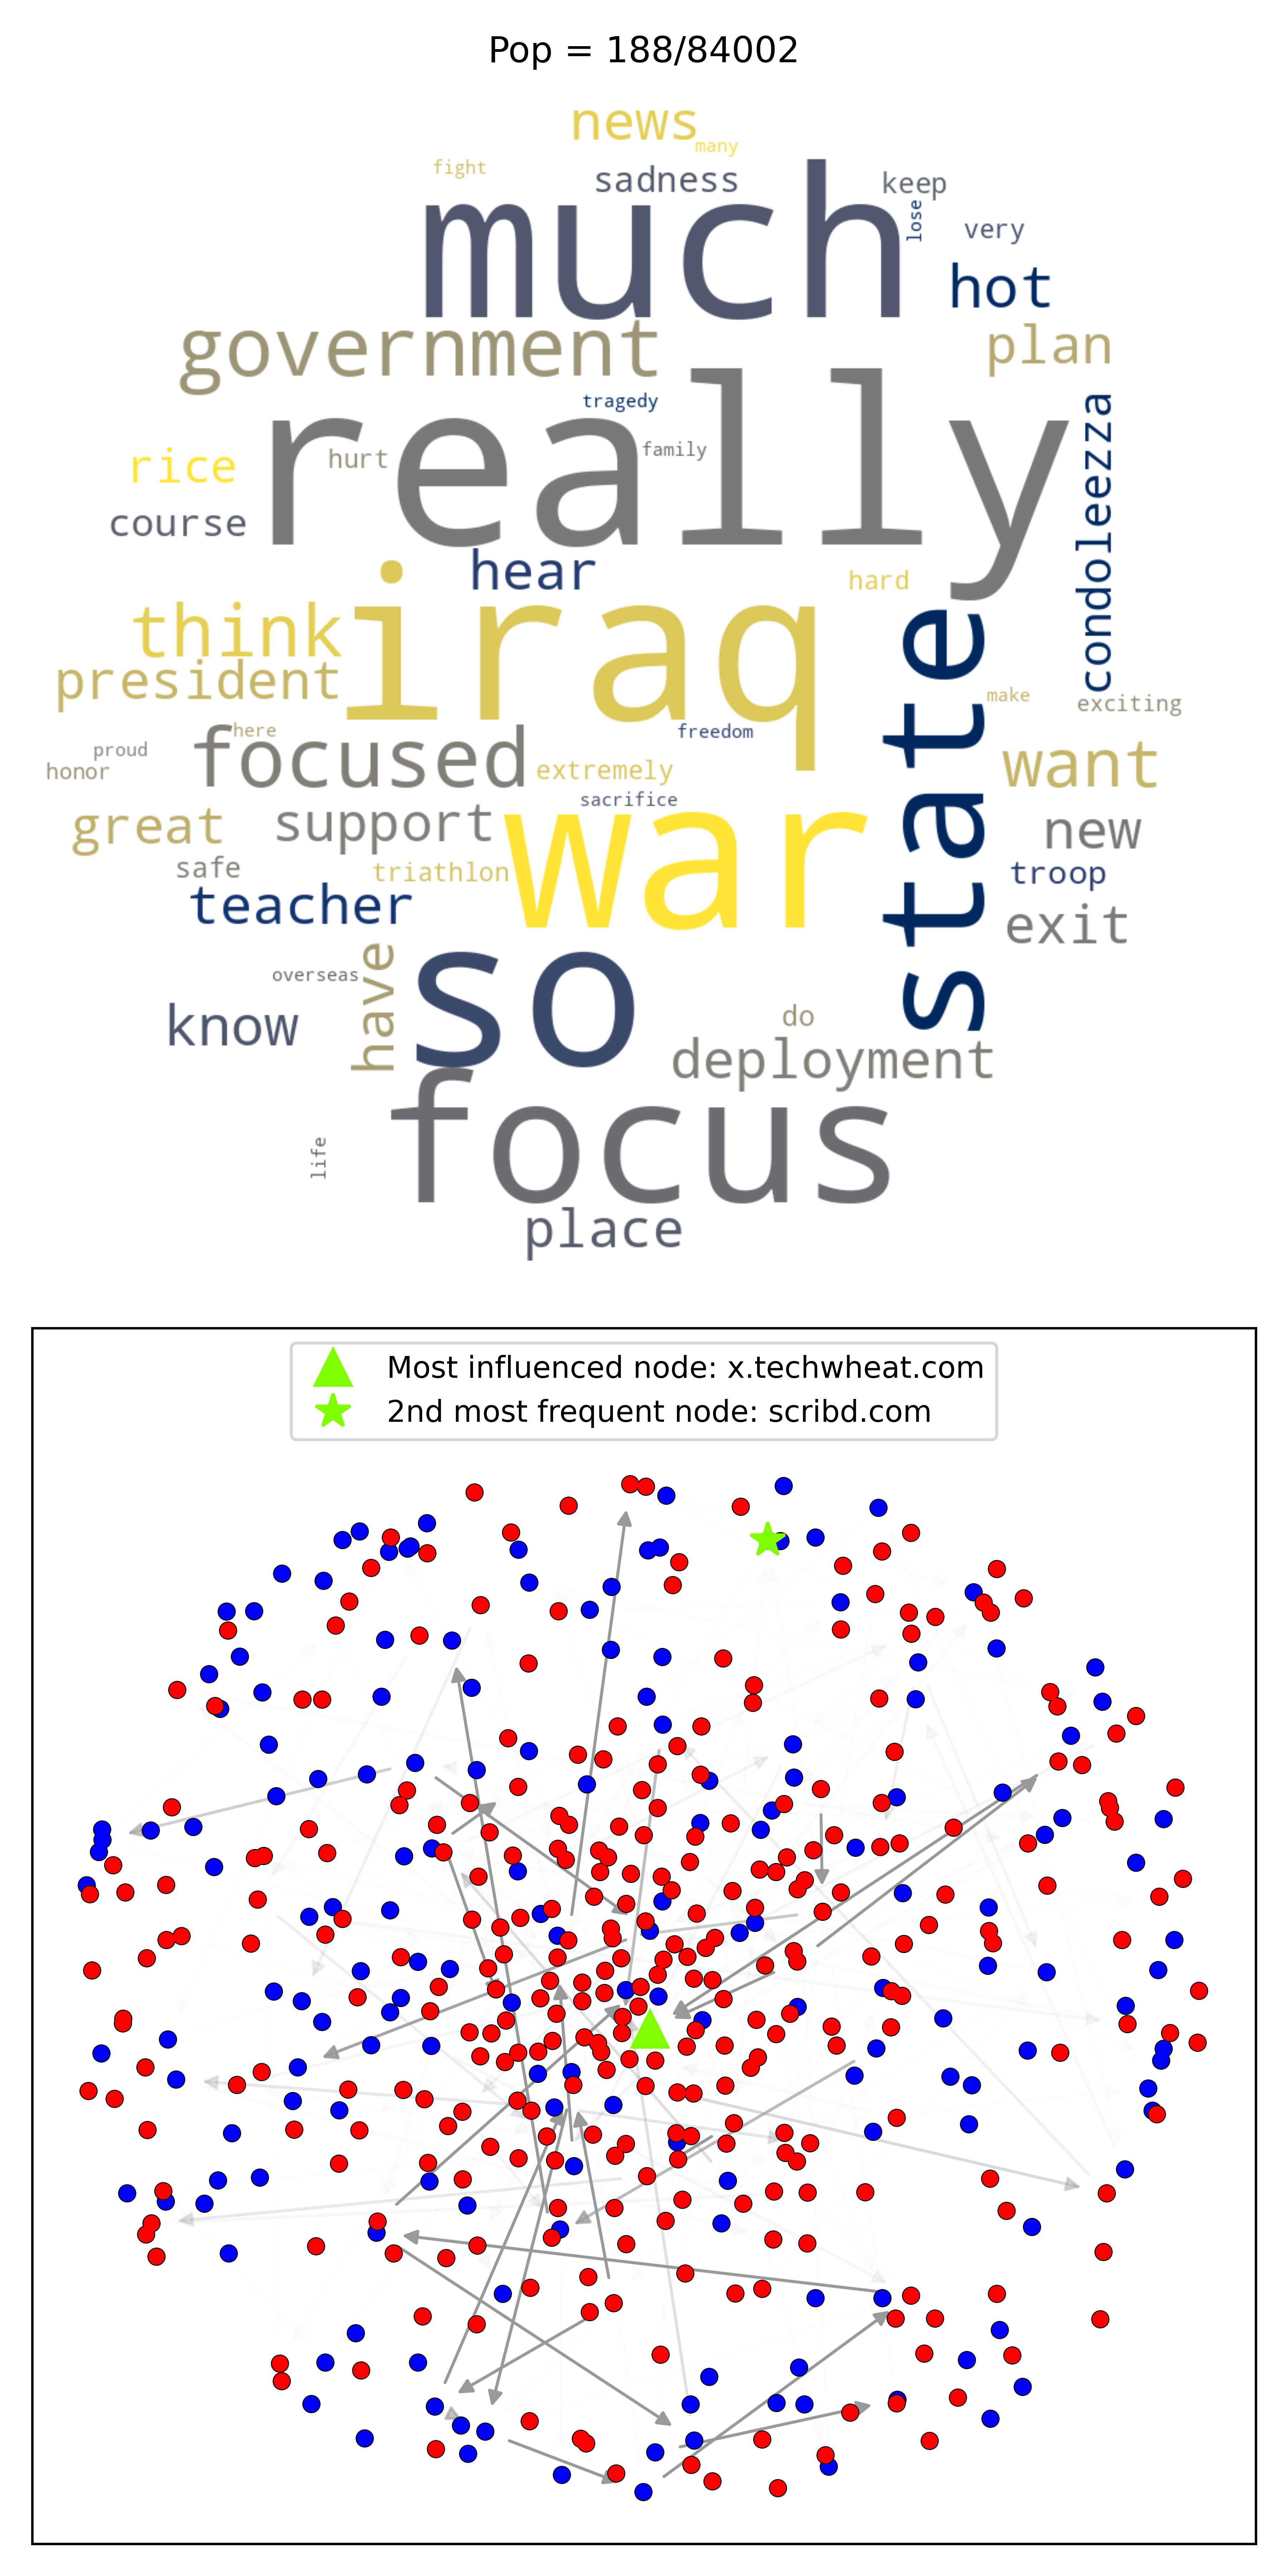 Pop = 188/84002
news
many
fight
sadness
keep
much
lose
very
hot
government
plan
tragedy
really
family
rice
hurt
condoleezza
course
hear
hard
think
iraq
state
president
make
exciting
here
freedom
proud
focused
want
honor
extremely
sacrifice
great
support
war
new
safe
triathlon
troop
teacher
exit
overseas
have
so
know
do
deployment
focus
life
place
Most influenced node: x.techwheat.com
2nd most frequent node: scribd.com